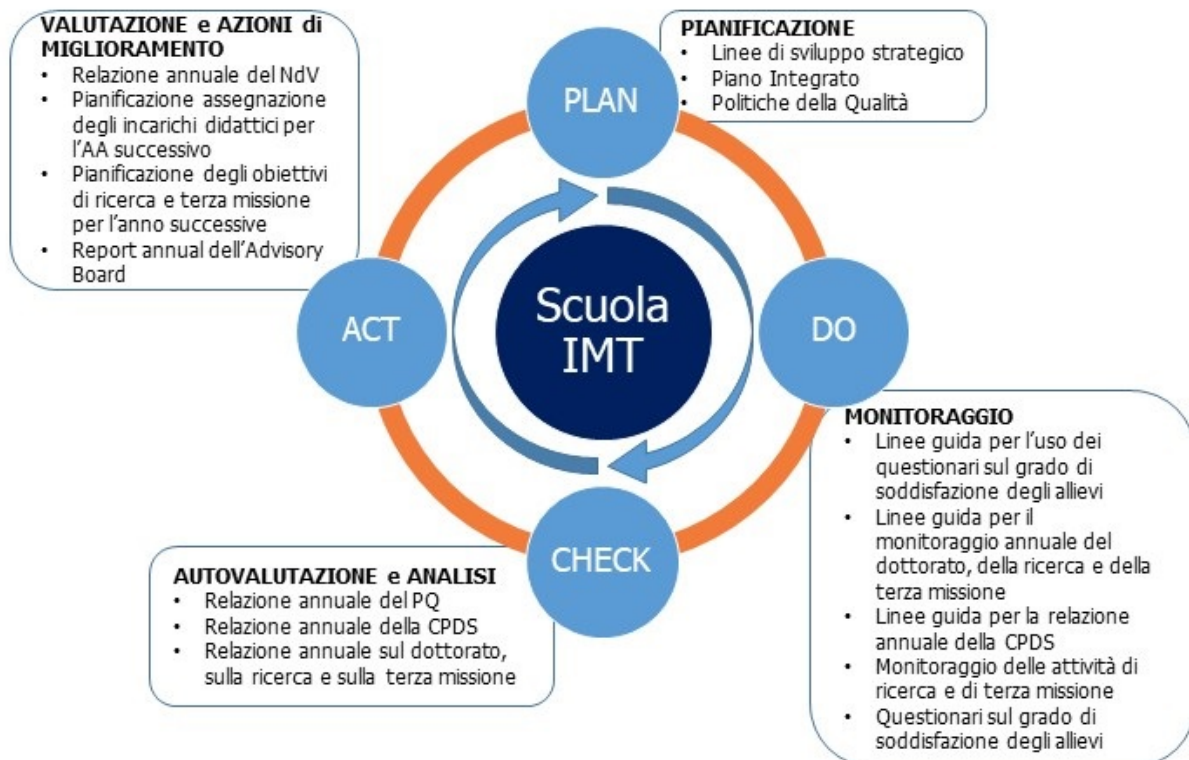 VALUTAZIONE e AZIONI di
MIGLIORAMENTO
• Relazione annuale del NdV
• Pianificazione assegnazione
degli incarichi didattici per
l'AA successivo
• Pianificazione degli obiettivi
di ricerca e terza missione
per l'anno successive
• Report annual dell'Advisory
Board
PIANIFICAZIONE
• Linee di sviluppo strategico
• Piano Integrato
• Politiche della Qualità
PLAN
ACT
Scuola
IMT
DO
CHECK
AUTOVALUTAZIONE e ANALISI
• Relazione annuale del PQ
• Relazione annuale della CPDS
• Relazione annuale sul dottorato,
sulla ricerca e sulla terza missione
MONITORAGGIO
• Linee guida per l'uso dei
questionari sul grado di
soddisfazione degli allievi
• Linee guida per il
monitoraggio annuale del
dottorato, della ricerca e della
terza missione
• Linee guida per la relazione
annuale della CPDS
• Monitoraggio delle attività di
ricerca e di terza missione
• Questionari sul grado di
soddisfazione degli allievi